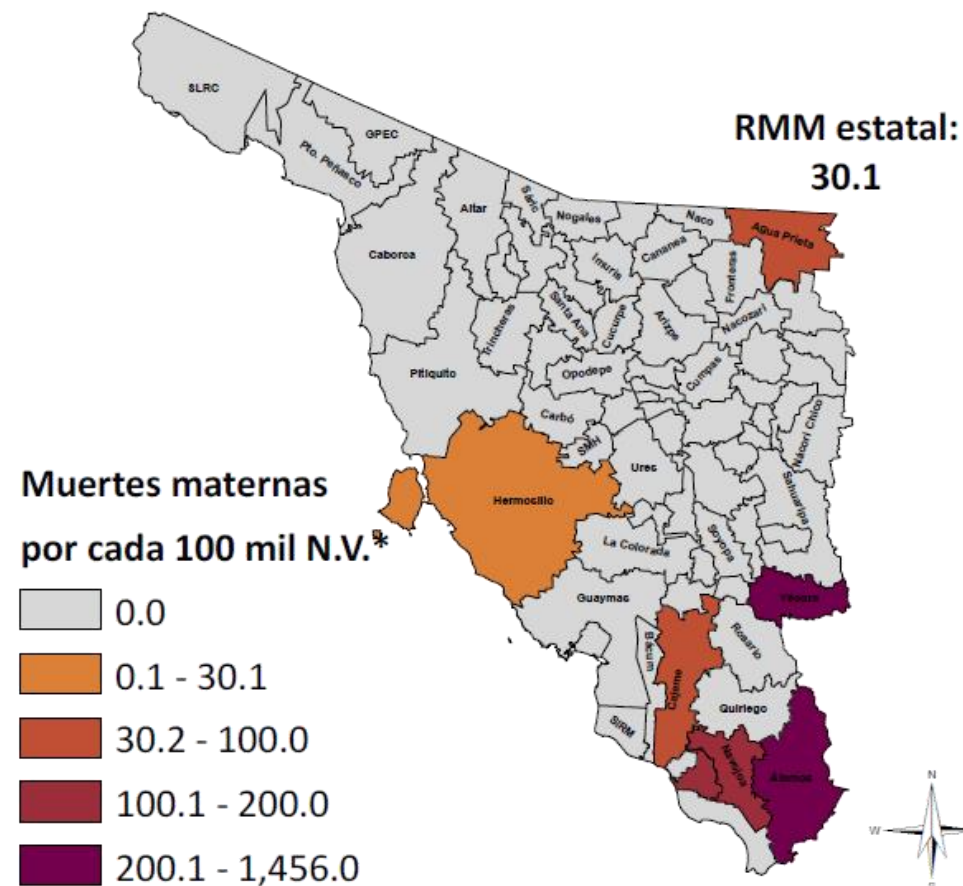 RMM estatal:
30.1
SLRC
GPEC
Pto. Peñasco
Altar
Sáric
Nogales
Naco
Agua Prieta
Caborca
Imuris
Cananea
Fronteras
Santa Ana
Cucurpe
Arizpe
Nacozari
Trincheras
Pitiquito
Opodepe
Cumpas
Carbó
SMH
Nácori Chico
Ures
Sahuaripa
Hermosillo
La Colorada
Soyopa
Guaymas
Yécora
Bácum
Rosario
Cajeme
Quiriego
SIRM
Navojoa
Álamos
Muertes maternas
por cada 100 mil N.V.*
0.0
0.1 - 30.1
30.2 - 100.0
100.1 - 200.0
200.1 - 1,456.0
N
W